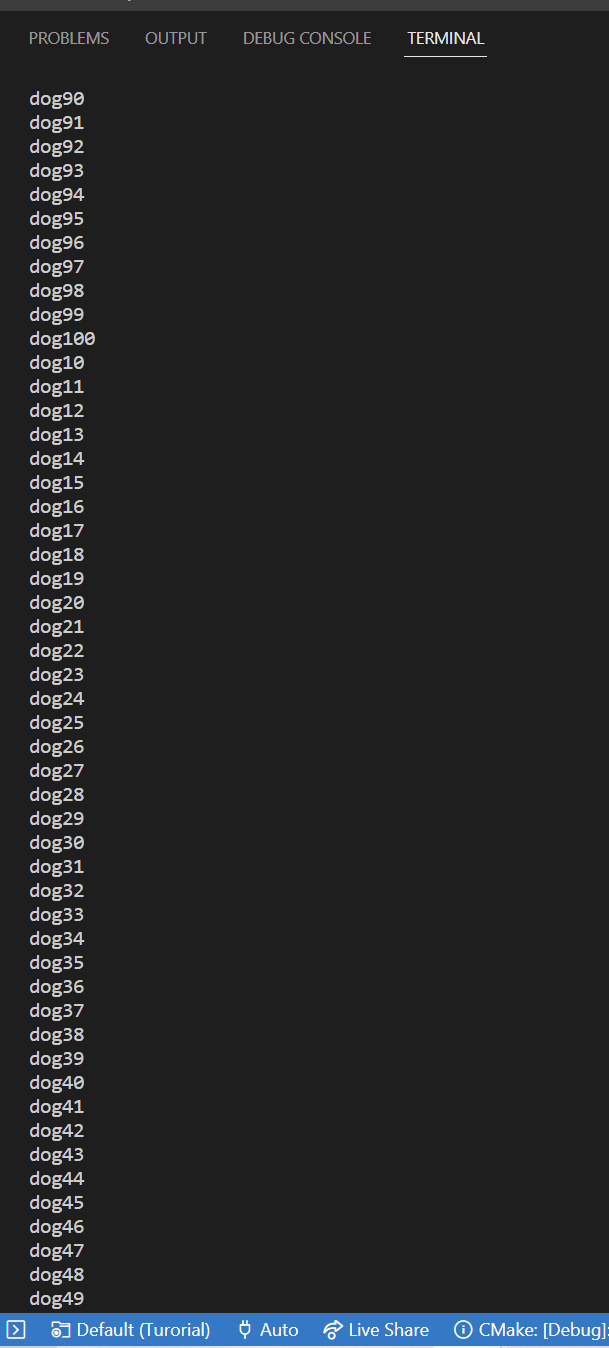 PROBLEMS OUTPUT DEBUG CONSOLE TERMINAL
dog90
dog91
dog92
dog93
dog94
dog95
dog96
dog97
dog98
dog99
dog100
dog10
dog11
dog12
dog13
dog14
dog15
dog16
dog17
dog18
dog19
dog20
dog21
dog22
dog23
dog24
dog25
dog26
dog27
dog28
dog29
dog30
dog31
dog32
dog33
dog34
dog35
dog36
dog37
dog38
dog39
dog40
dog41
dog42
dog43
dog44
dog45
dog46
dog47
dog48
dog49
Default (Turorial) Auto Live Share CMake: [Debug]: